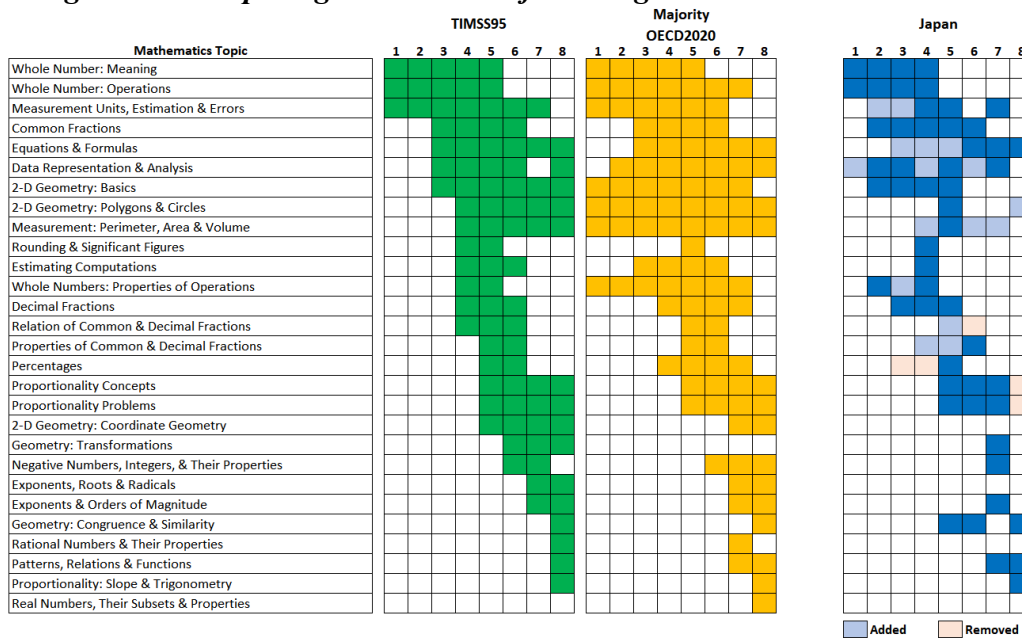 TIMSS95
Majority
OECD2020
Japan
Mathematics Topic
1 2 3 4 5 6 7 8
1 2 3 4 5 6 7 8
1 2 3 4 5 6 7 8
Whole Number: Meaning
Whole Number: Operations
Measurement Units, Estimation & Errors
Common Fractions
Equations & Formulas
Data Representation & Analysis
2-D Geometry: Basics
2-D Geometry: Polygons & Circles
Measurement: Perimeter, Area & Volume
Rounding & Significant Figures
Estimating Computations
Whole Numbers: Properties of Operations
Decimal Fractions
Relation of Common & Decimal Fractions
Properties of Common & Decimal Fractions
Percentages
Proportionality Concepts
Proportionality Problems
2-D Geometry: Coordinate Geometry
Geometry: Transformations
Negative Numbers, Integers, & Their Properties
Exponents, Roots & Radicals
Exponents & Orders of Magnitude
Geometry: Congruence & Similarity
Rational Numbers & Their Properties
Patterns, Relations & Functions
Proportionality: Slope & Trigonometry
Real Numbers, Their Subsets & Properties
Added
Removed